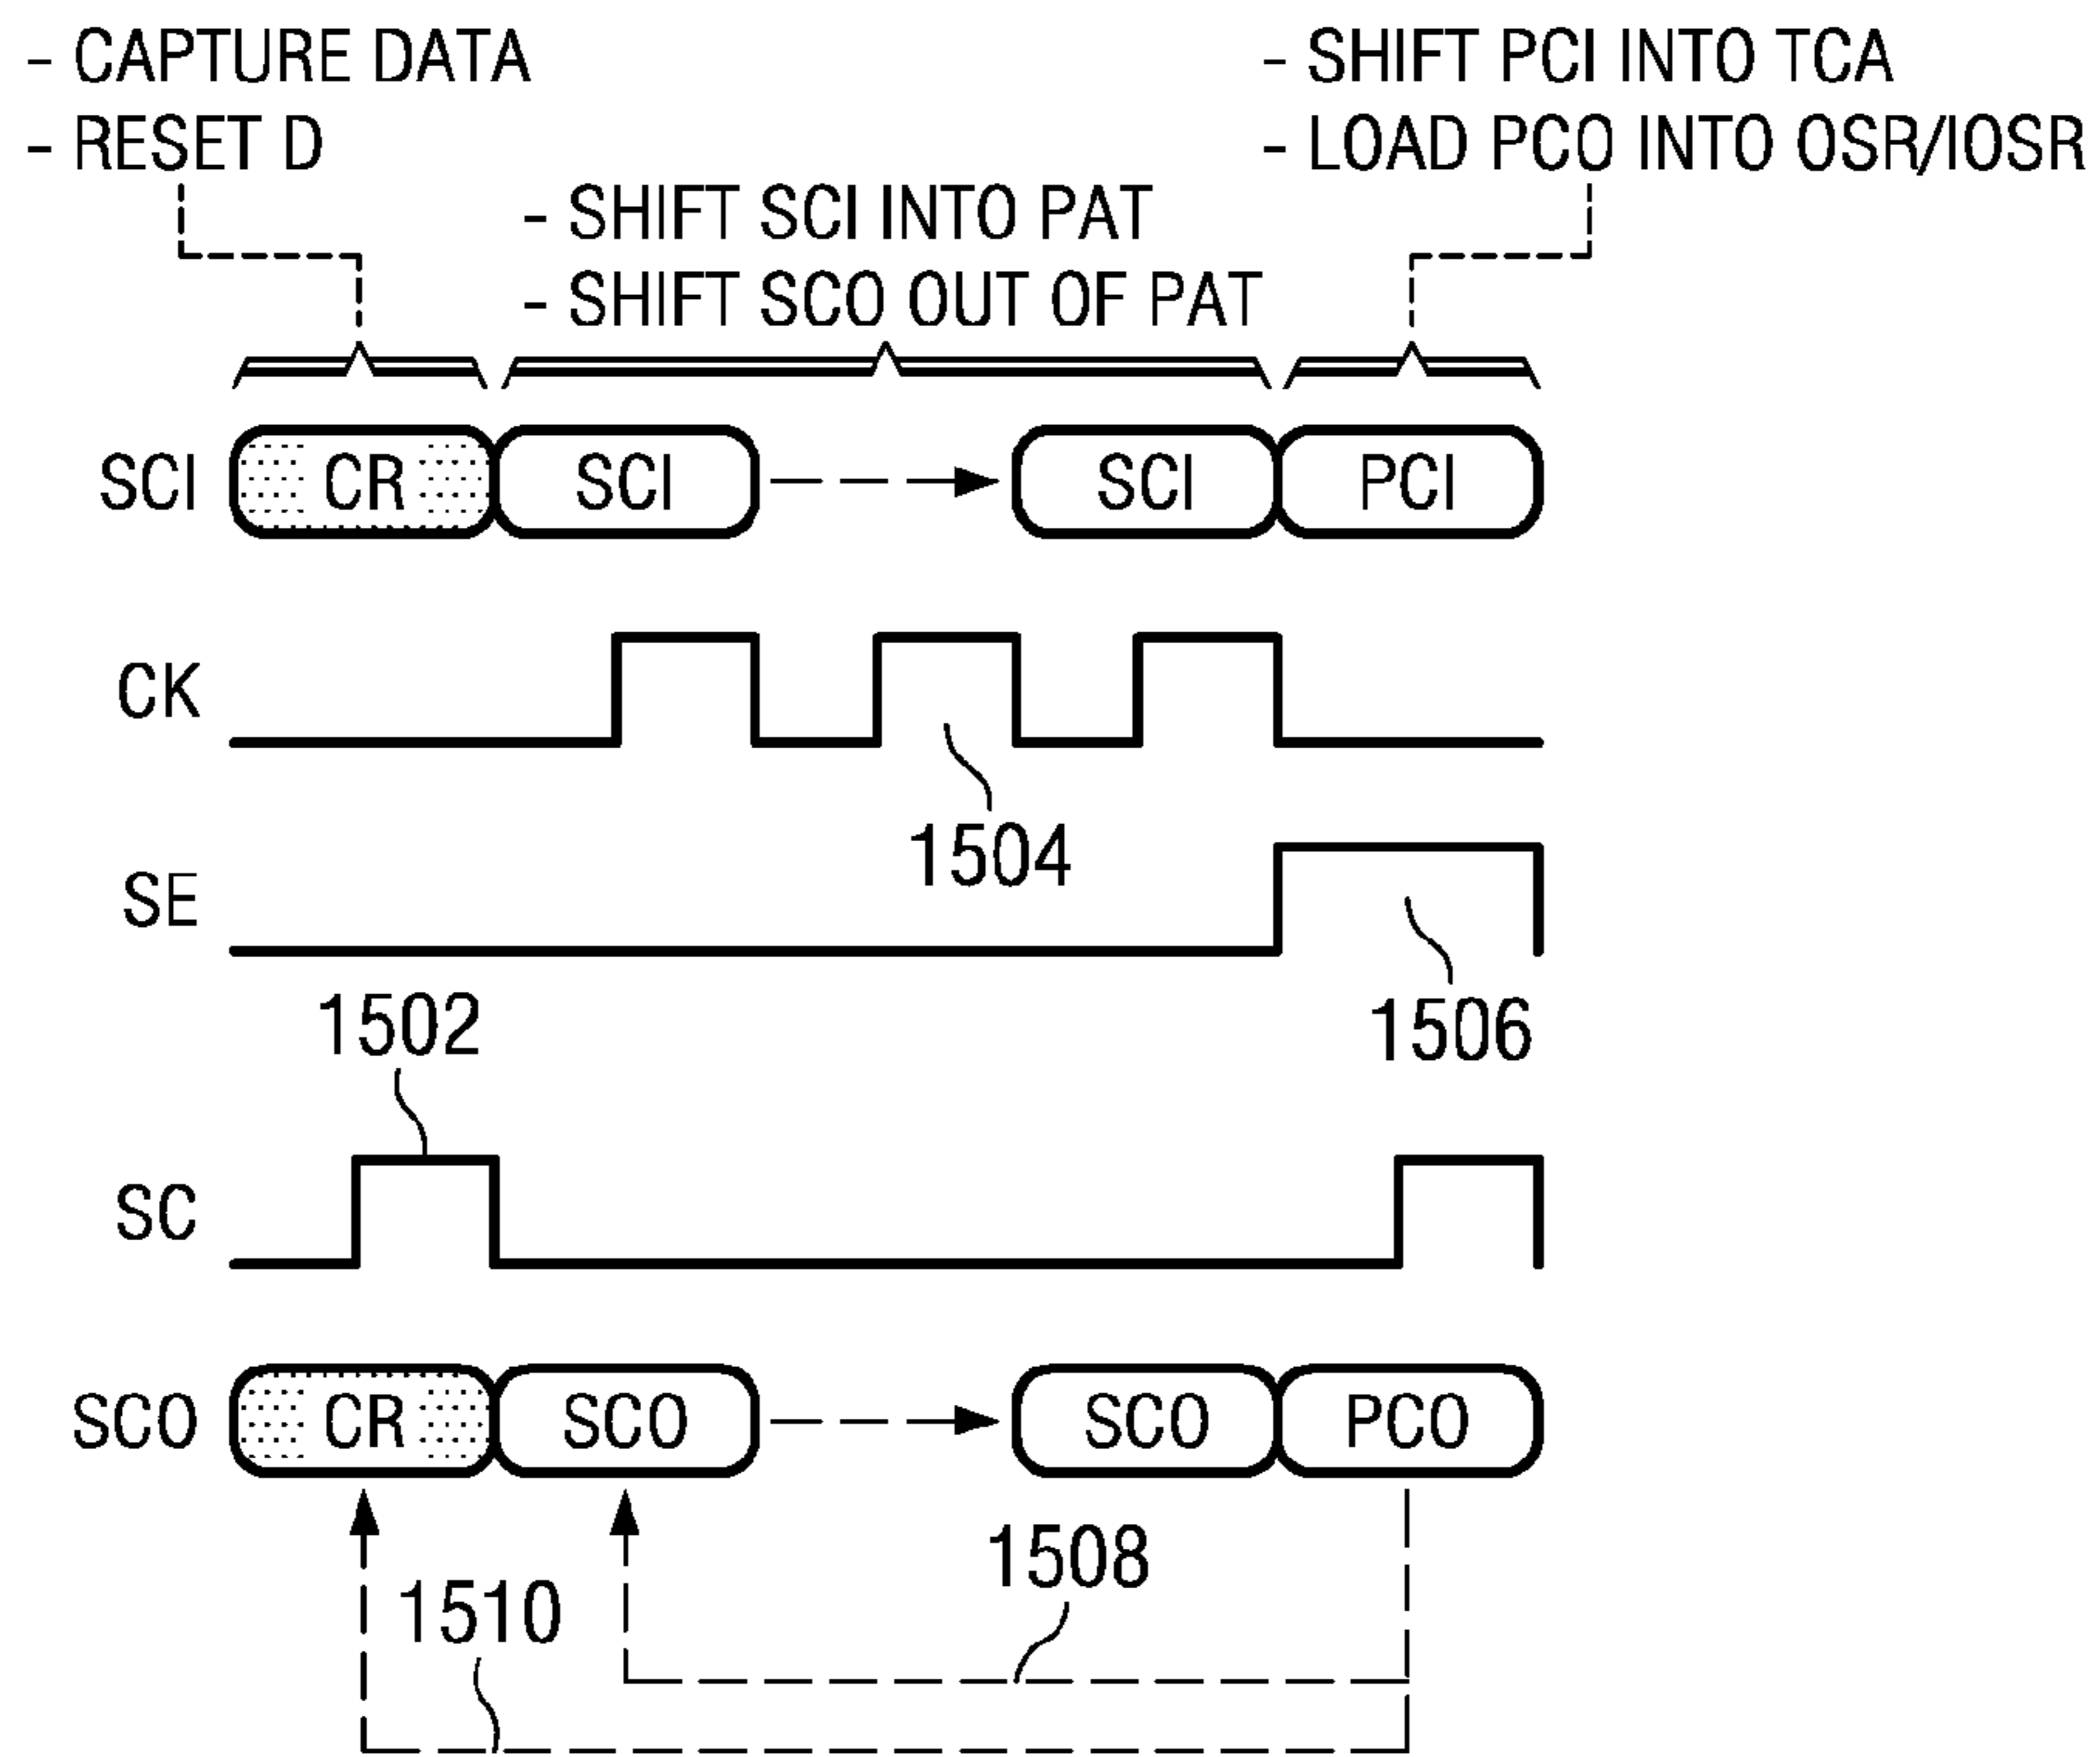 - CAPTURE DATA
- RESET D
- SHIFT PCI INTO TCA
- LOAD PCO INTO OSR/IOSR
- SHIFT SCI INTO PAT
- SHIFT SCO OUT OF PAT
SCI CR SCI SCI PCI
CK
1504
SE
1502
1506
SC
SCO CR SCO SCO PCO
1508
1510